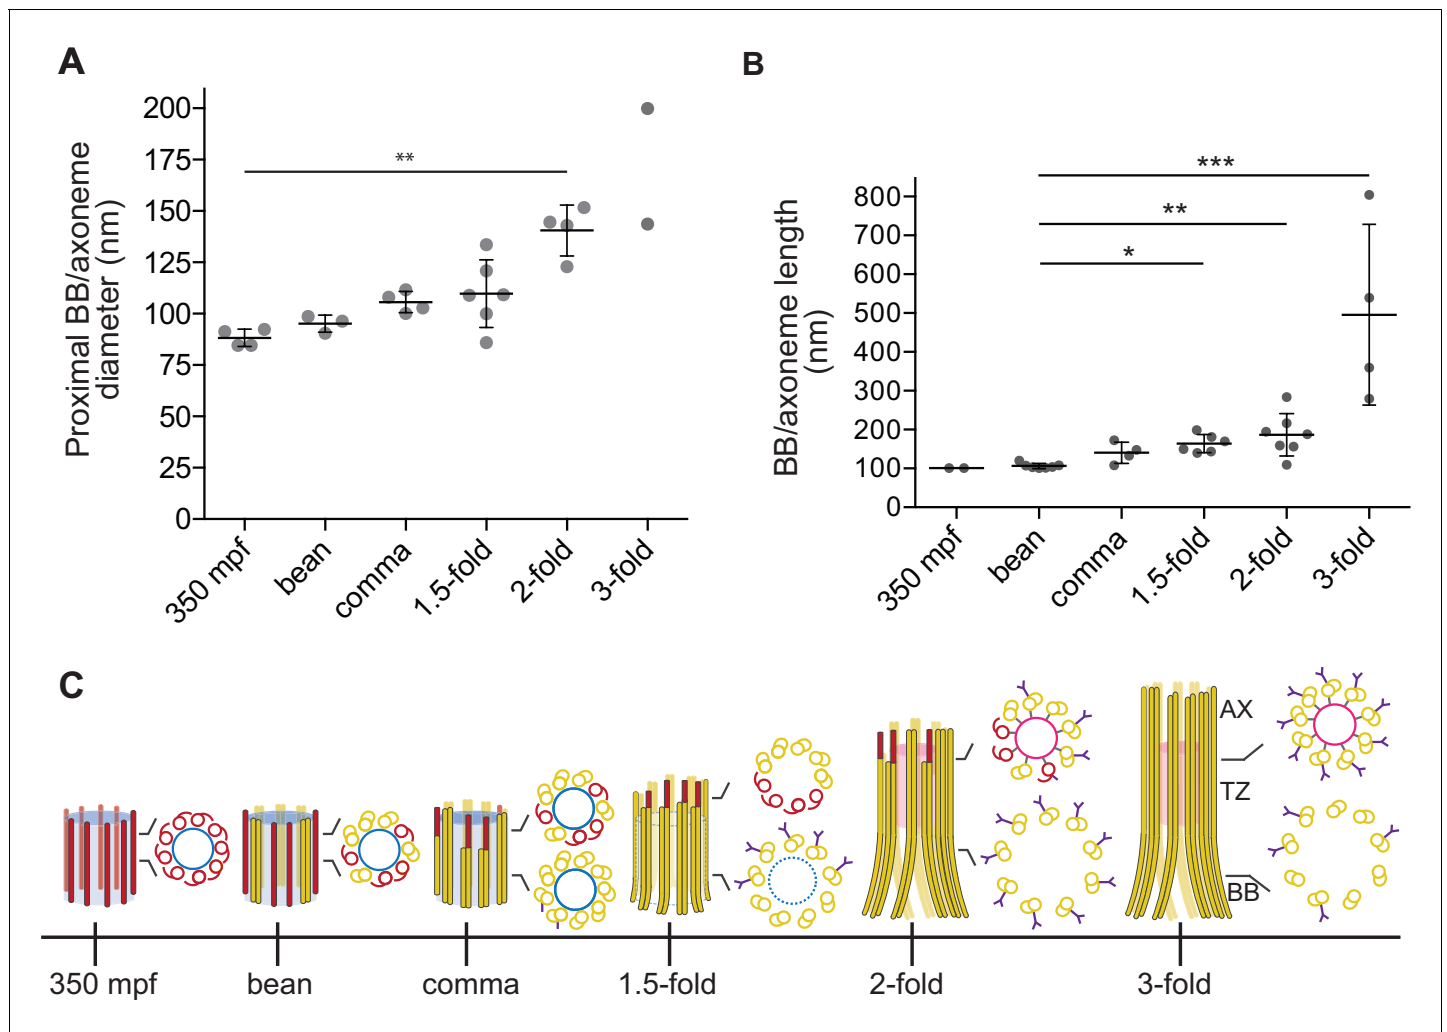 A
Proximal BB/axoneme
diameter (nm)
200
175
150
125
100
75
50
25
0
**
350 mpf
bean
comma
1.5-fold
2-fold
3-fold
B
BB/axoneme length
(nm)
800
700
600
500
400
300
200
100
0
***
**
*
350 mpf
bean
comma
1.5-fold
2-fold
3-fold
C
AX
TZ
BB
350 mpf
bean
comma
1.5-fold
2-fold
3-fold